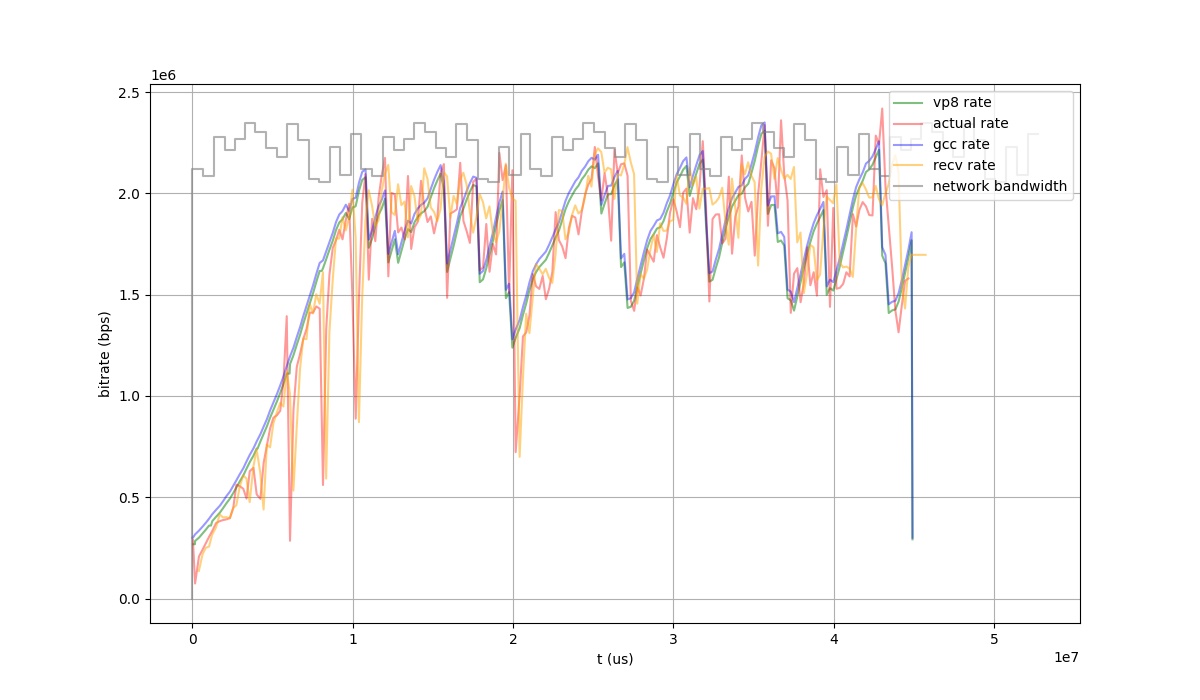 1e6
2.5
2.0
1.5
1.0
0.5
0.0
bitrate (bps)
vp8 rate
actual rate
gcc rate
recv rate
network bandwidth
0 1 2 3 4 5
t (us)
1e7